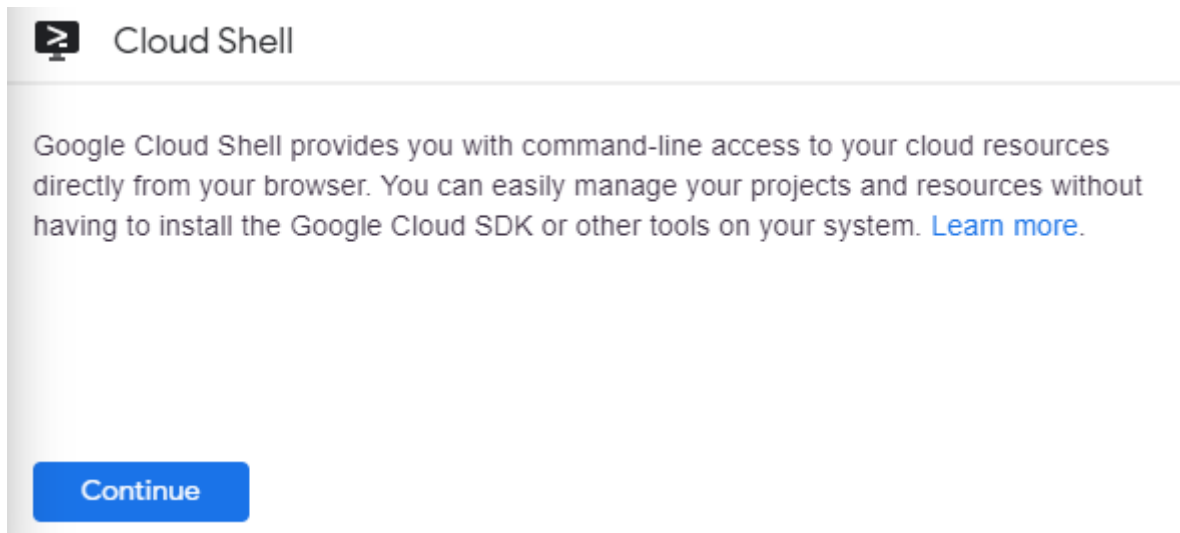 Cloud Shell
Google Cloud Shell provides you with command-line access to your cloud resources
directly from your browser. You can easily manage your projects and resources without
having to install the Google Cloud SDK or other tools on your system. Learn more.
Continue